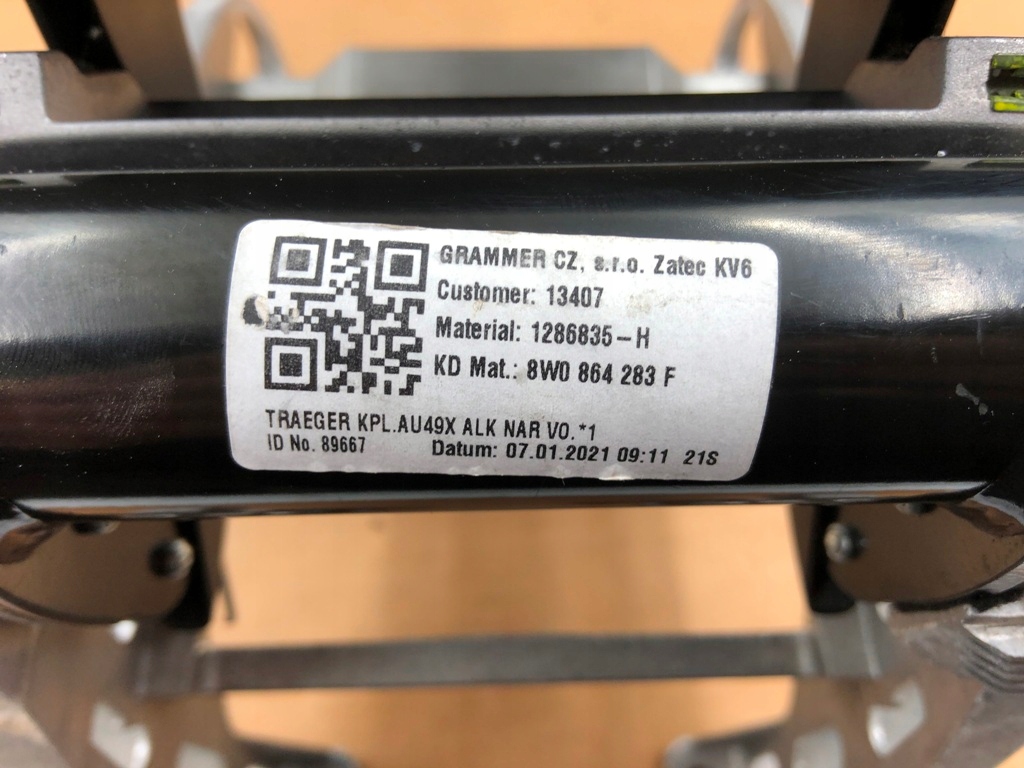 GRAMMER CZ, s.r.o. Zatec KV6
Customer: 13407
Material: 1286835-H
KD Mat.: 8W0 864 283 F
TRAEGER KPL.AU49X ALK NAR VO.*1
ID No. 89667 Datum: 07.01.2021 09:11 21S